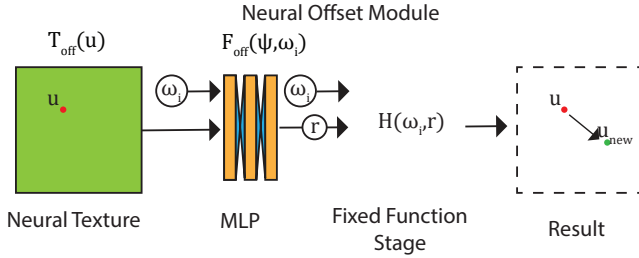 Neural Offset Module
T_off(u)
F_off(ψ,ω_i)
u
ω_i
ω_i
r
H(ω_i,r)
u
u_new
Neural Texture
MLP
Fixed Function
Stage
Result